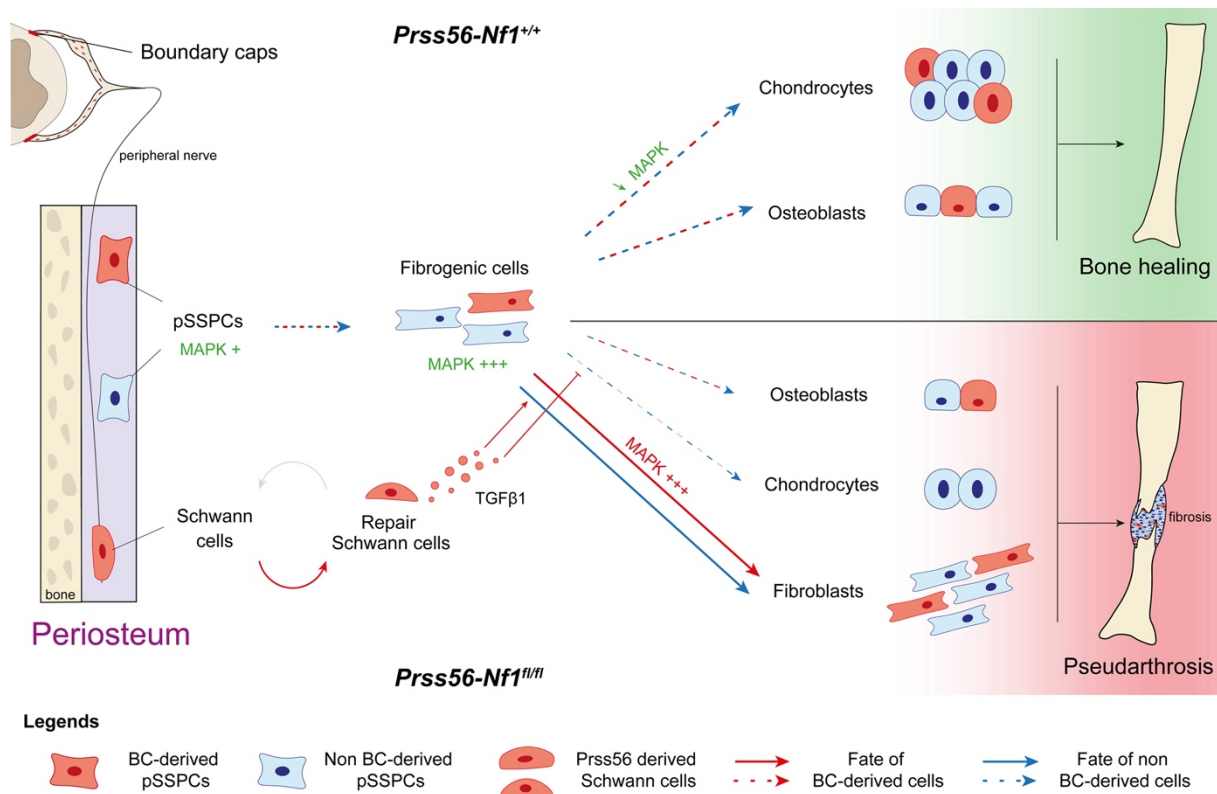 Boundary caps
Prss56-Nf1+/+
peripheral nerve
Chondrocytes
MAPK
Osteoblasts
Bone healing
pSSPCs
MAPK +
Fibrogenic cells
MAPK +++
Osteoblasts
Chondrocytes
MAPK +++
TGFβ1
Schwann
cells
Repair
Schwann cells
Fibroblasts
fibrosis
bone
Periosteum
Pseudarthrosis
Prss56-Nf1fl/fl
Legends
BC-derived
pSSPCs
Non BC-derived
pSSPCs
Prss56 derived
Schwann cells
Fate of
BC-derived cells
Fate of non
BC-derived cells